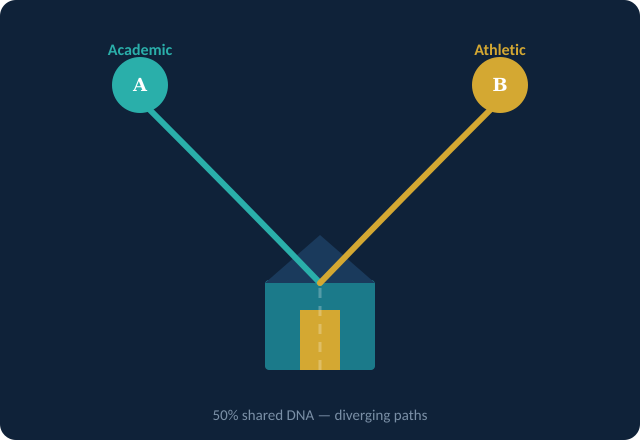 Academic
Athletic
A
B
50% shared DNA — diverging paths